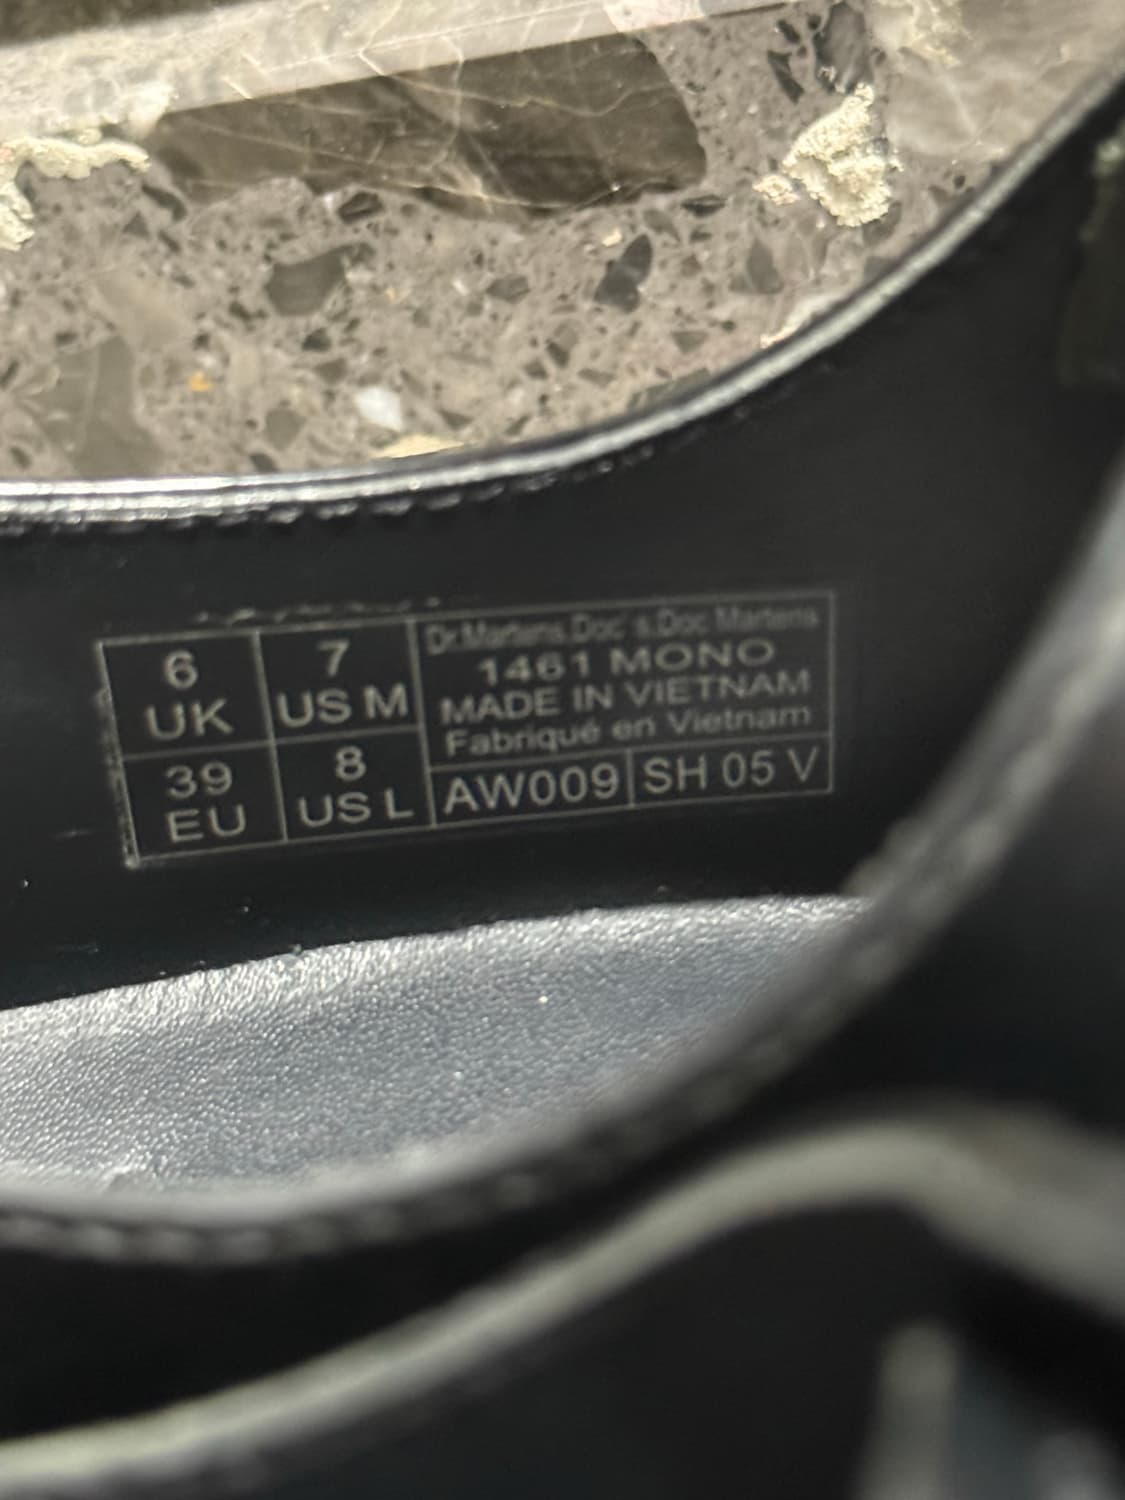 6
UK
7
US M
39
EU
8
US L
Dr.Martens.Doc's.Doc Martens
1461 MONO
MADE IN VIETNAM
Fabriqué en Vietnam
AW009
SH 05 V